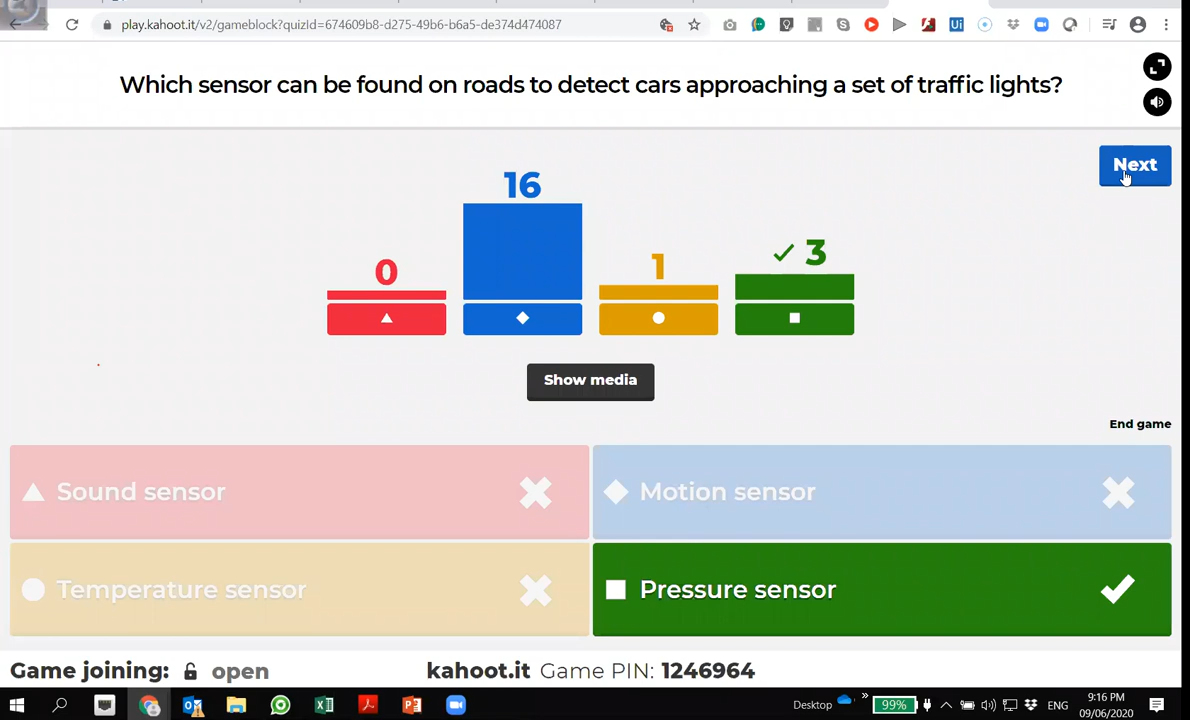 play.kahoot.it/v2/gameblock?quizId=674609b8-d275-49b6-b6a5-de374d474087
Ui
Which sensor can be found on roads to detect cars approaching a set of traffic lights?
Next
16
0
1
3
Show media
End game
Sound sensor
Motion sensor
Temperature sensor
Pressure sensor
Game joining: open
kahoot.it Game PIN: 1246964
Desktop
99%
ENG
9:16 PM
09/06/2020